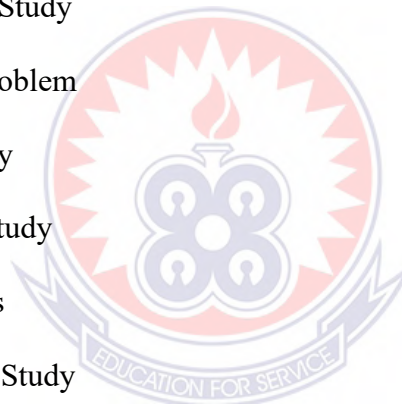 Study
oblem
y
tudy
s
Study
EDUCATION FOR SERVICE